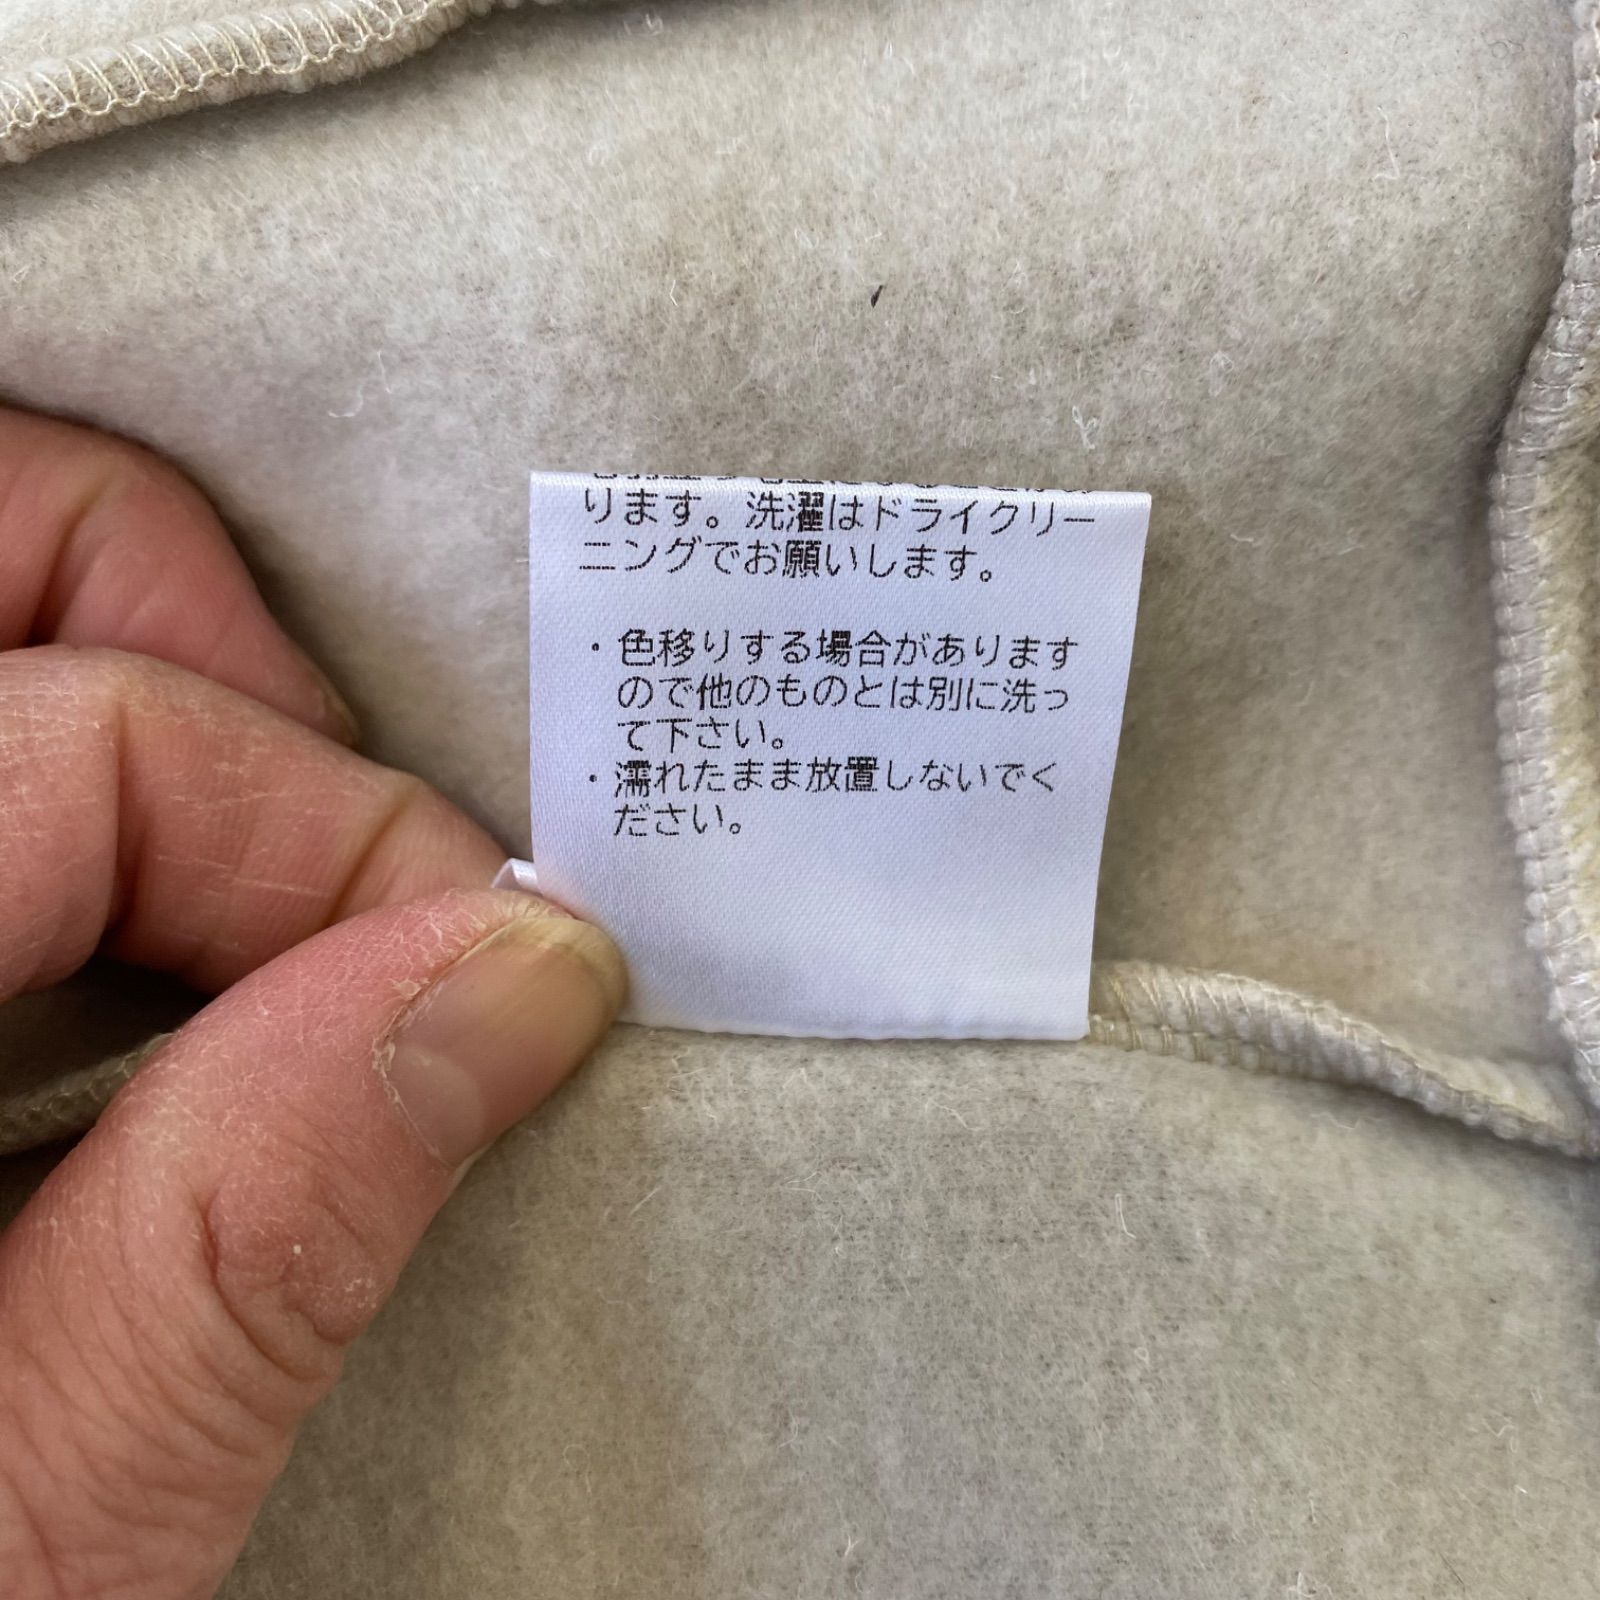 ります。洗濯はドライクリー
ニングでお願いします。
・色移りする場合があります
ので他のものとは別に洗っ
て下さい。
・濡れたまま放置しないでく
ださい。